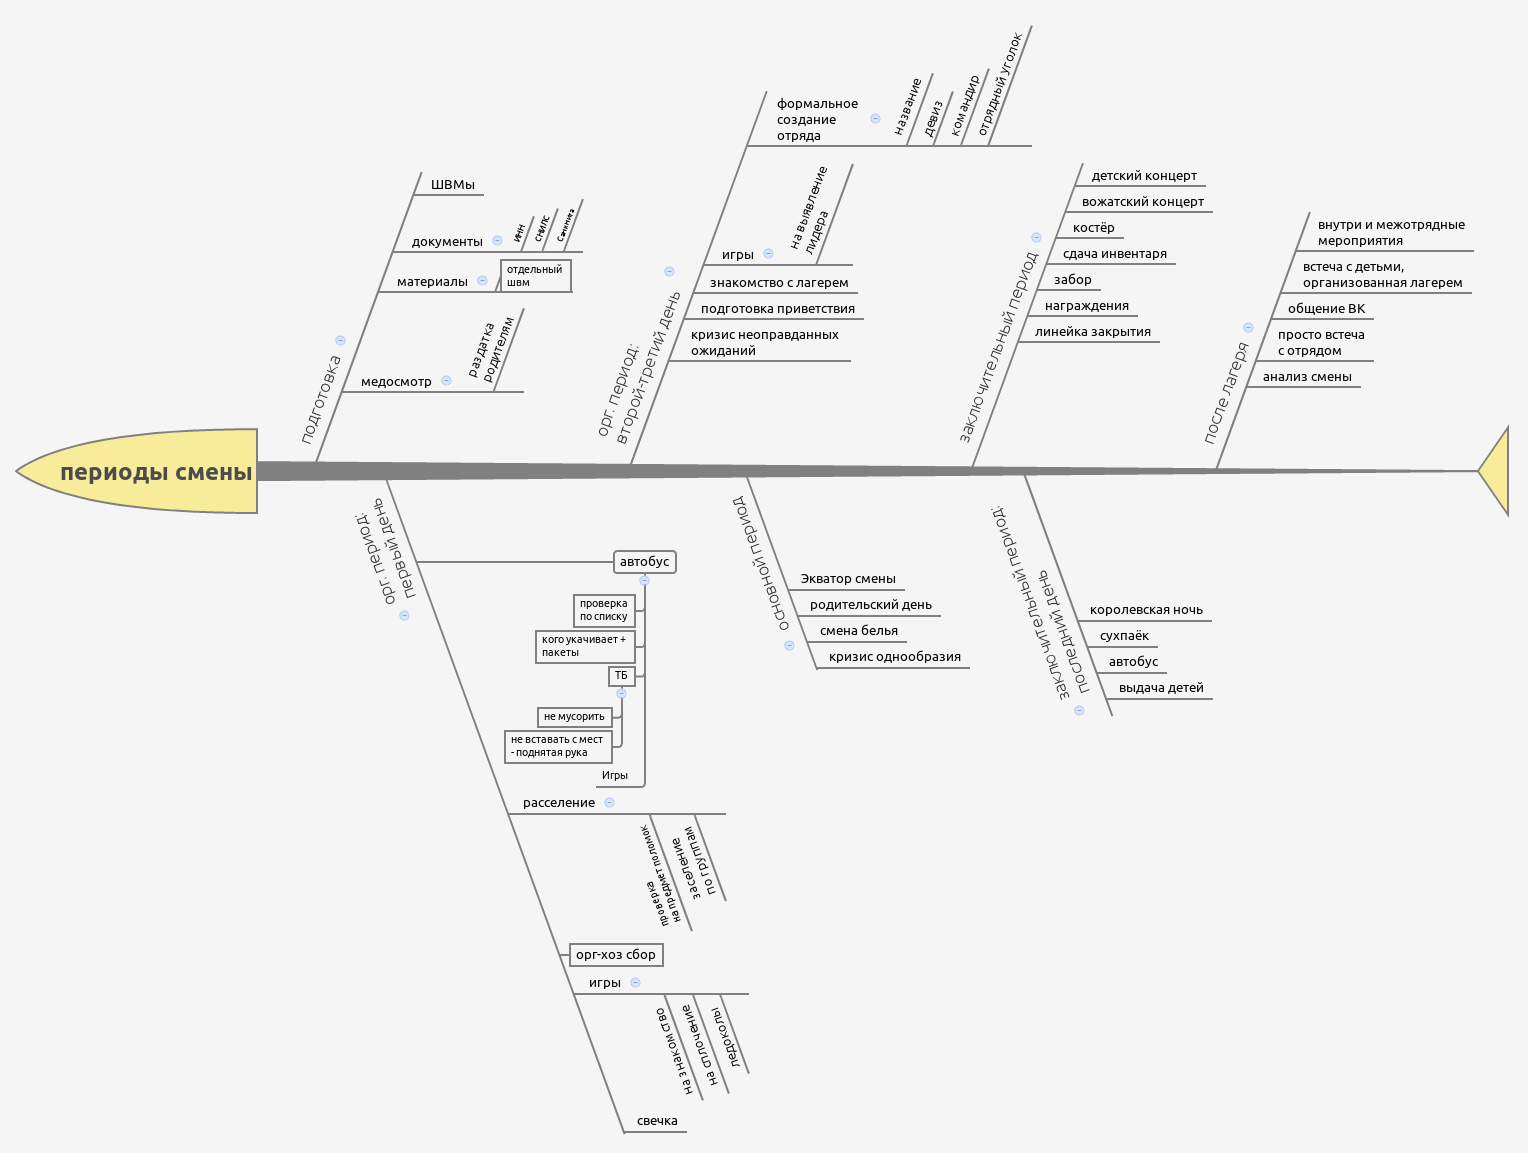 периоды смены
подготовка
ШВМы
документы
ИНН
снилс
Санкнига
материалы
отдельный
швм
медосмотр
раздатка
родителям
орг. период:
первый день
автобус
проверка
по списку
кого укачивает +
пакеты
ТБ
не мусорить
не вставать с мест
- поднятая рука
Игры
расселение
проверка
на предмет поломок
заселение
по группам
орг-хоз сбор
игры
на знакомство
на сплочение
ледоколы
свечка
орг. период:
второй-третий день
формальное
создание
отряда
название
девиз
командир
отрядный уголок
игры
на выявление
лидера
знакомство с лагерем
подготовка приветствия
кризис неоправданных
ожиданий
основной период
Экватор смены
родительский день
смена белья
кризис однообразия
заключительный период
детский концерт
вожатский концерт
костёр
сдача инвентаря
забор
награждения
линейка закрытия
заключительный период:
последний день
королевская ночь
сухпаёк
автобус
выдача детей
после лагеря
внутри и межотрядные
мероприятия
встеча с детьми,
организованная лагерем
общение ВК
просто встеча
с отрядом
анализ смены